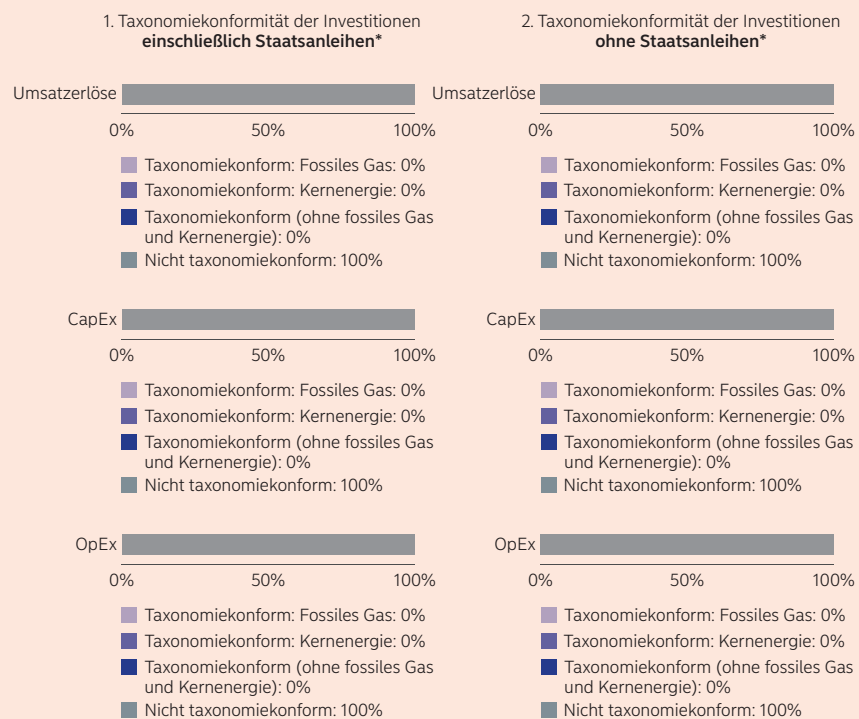 1. Taxonomiekonformität der Investitionen
einschließlich Staatsanleihen*
Umsatzerlöse
0% 50% 100%
Taxonomiekonform: Fossiles Gas: 0%
Taxonomiekonform: Kernenergie: 0%
Taxonomiekonform (ohne fossiles Gas
und Kernenergie): 0%
Nicht taxonomiekonform: 100%
CapEx
0% 50% 100%
Taxonomiekonform: Fossiles Gas: 0%
Taxonomiekonform: Kernenergie: 0%
Taxonomiekonform (ohne fossiles Gas
und Kernenergie): 0%
Nicht taxonomiekonform: 100%
OpEx
0% 50% 100%
Taxonomiekonform: Fossiles Gas: 0%
Taxonomiekonform: Kernenergie: 0%
Taxonomiekonform (ohne fossiles Gas
und Kernenergie): 0%
Nicht taxonomiekonform: 100%
2. Taxonomiekonformität der Investitionen
ohne Staatsanleihen*
Umsatzerlöse
0% 50% 100%
Taxonomiekonform: Fossiles Gas: 0%
Taxonomiekonform: Kernenergie: 0%
Taxonomiekonform (ohne fossiles Gas
und Kernenergie): 0%
Nicht taxonomiekonform: 100%
CapEx
0% 50% 100%
Taxonomiekonform: Fossiles Gas: 0%
Taxonomiekonform: Kernenergie: 0%
Taxonomiekonform (ohne fossiles Gas
und Kernenergie): 0%
Nicht taxonomiekonform: 100%
OpEx
0% 50% 100%
Taxonomiekonform: Fossiles Gas: 0%
Taxonomiekonform: Kernenergie: 0%
Taxonomiekonform (ohne fossiles Gas
und Kernenergie): 0%
Nicht taxonomiekonform: 100%